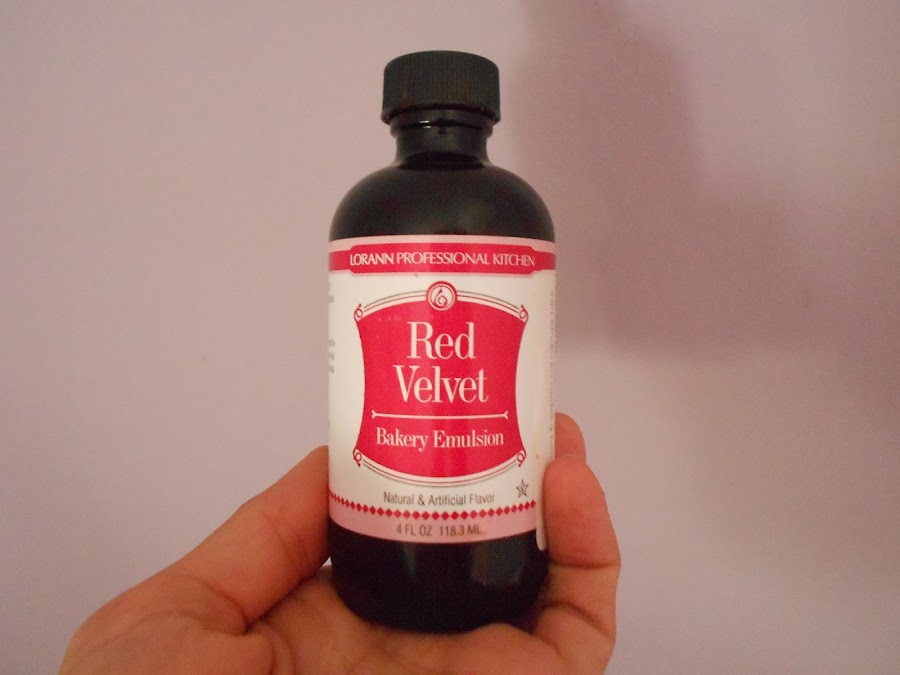 LORANN PROFESSIONAL KITCHEN
Red
Velvet
Bakery Emulsion
Natural & Artificial Flavor
4 FL OZ 118.3 ML